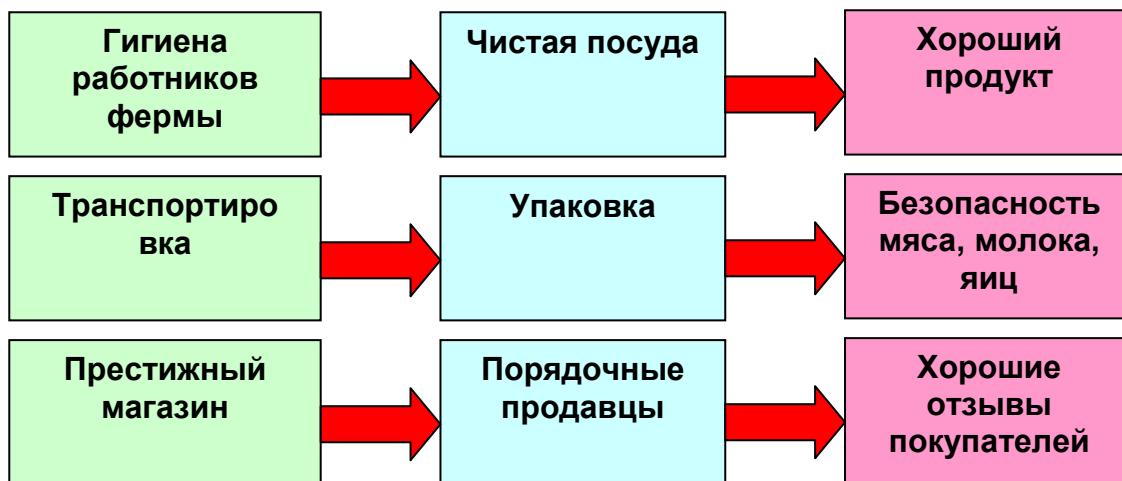 Гигиена
работников
фермы
Чистая посуда
Хороший
продукт
Транспортиро
вка
Упаковка
Безопасность
мяса, молока,
яиц
Престижный
магазин
Порядочные
продавцы
Хорошие
отзывы
покупателей